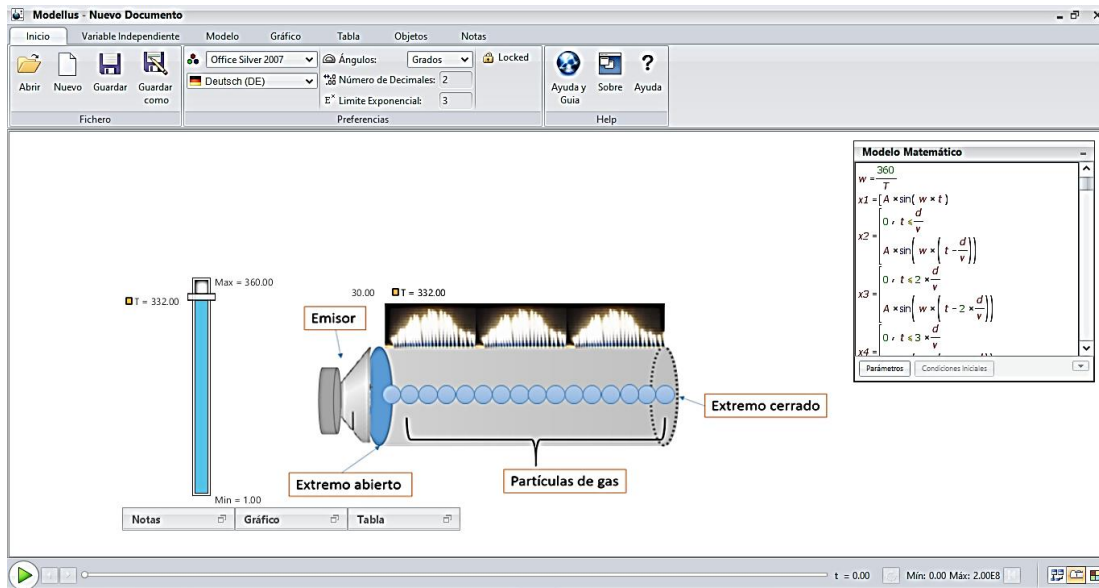 Modellus - Nuevo Documento
Inicio Variable Independiente Modelo Gráfico Tabla Objetos Notas
Abrir Nuevo Guardar Guardar como
Fichero
Office Silver 2007
Deutsch (DE)
Ángulos: Grados
Número de Decimales: 2
Eˣ Limite Exponencial: 3
Locked
Preferencias
Ayuda y Guia Sobre Ayuda
Help
Modelo Matemático
w = 360/T
x1 = [A × sin( w × t )
x2 = [0 , t ≤ d/v
A × sin( w × ( t - d/v ))
x3 = [0 , t ≤ 2 × d/v
A × sin( w × ( t - 2 × d/v ))
0 , t ≤ 3 × d/v
x4 =
Parámetros Condiciones Iniciales
Max = 360.00
T = 332.00
Min = 1.00
30.00 T = 332.00
Emisor
Extremo cerrado
Extremo abierto
Partículas de gas
Notas Gráfico Tabla
t = 0.00 Mín: 0.00 Máx: 2.00E8